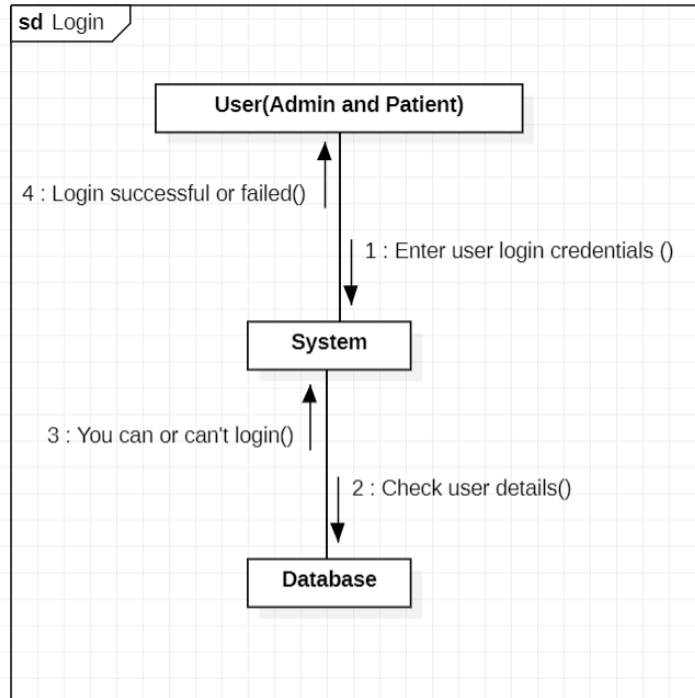 sd Login
User(Admin and Patient)
4 : Login successful or failed()
1 : Enter user login credentials ()
System
3 : You can or can't login()
2 : Check user details()
Database